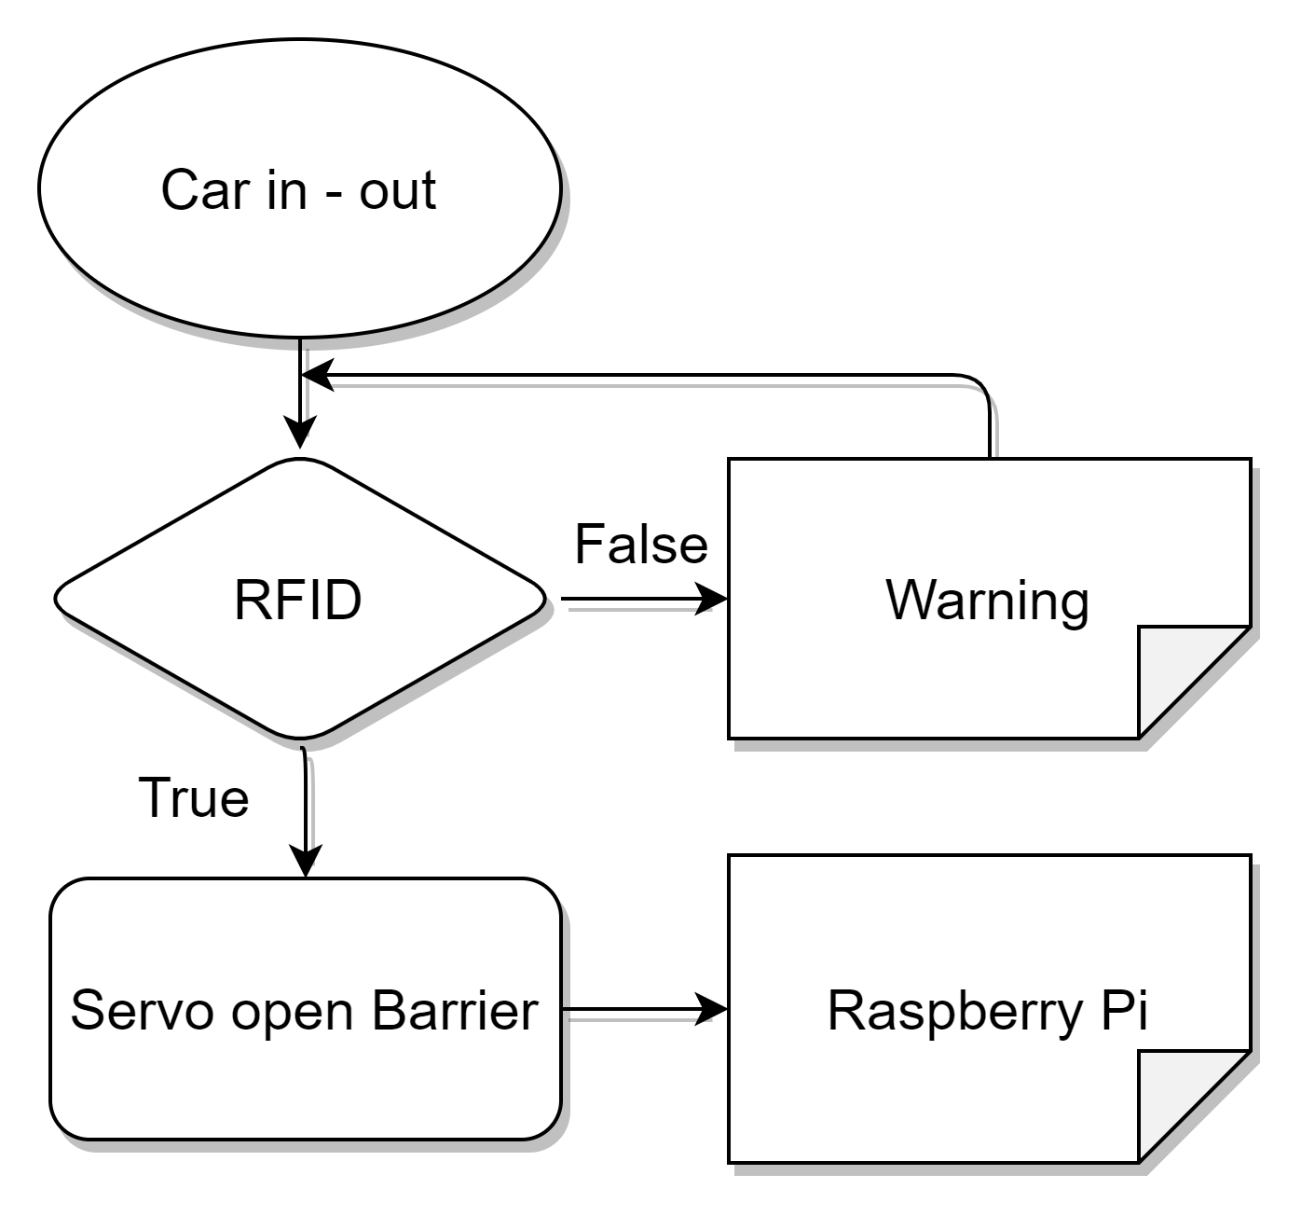 Car in - out
False
RFID
Warning
True
Servo open Barrier
Raspberry Pi